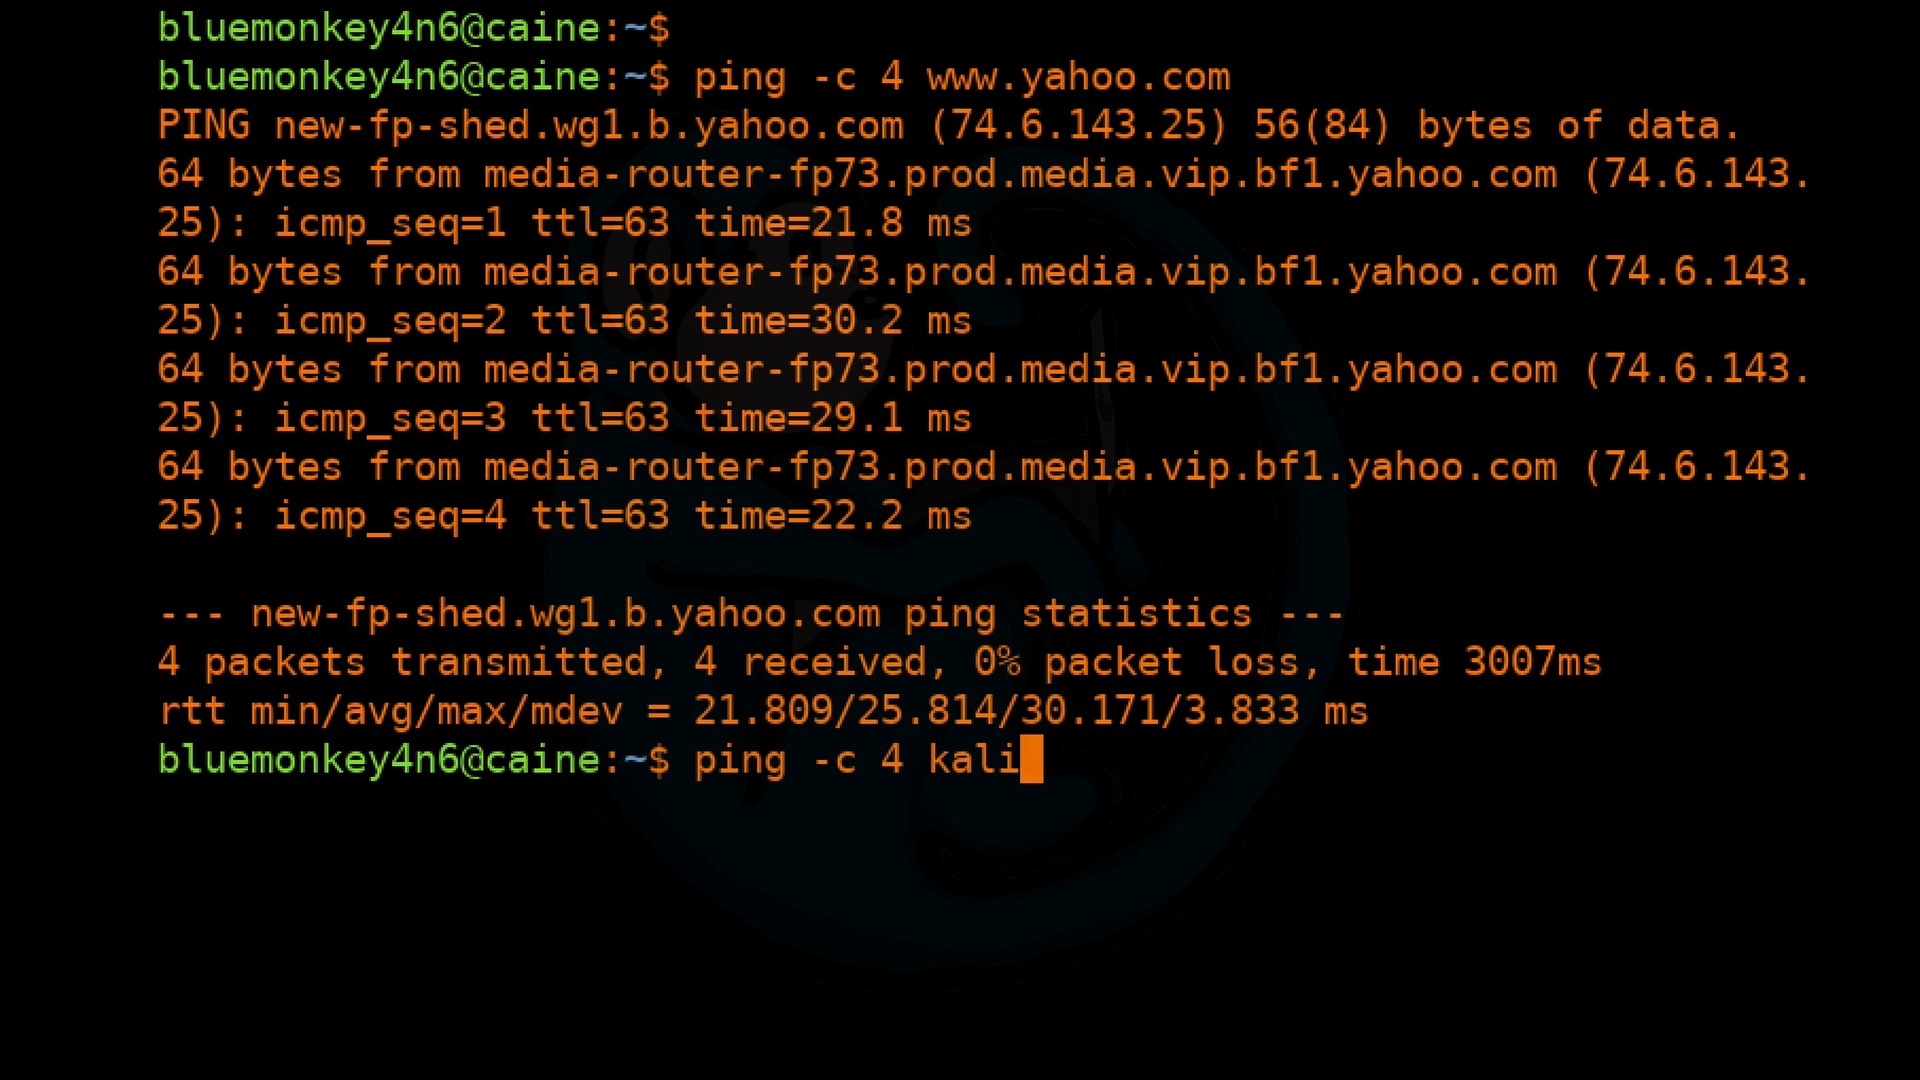 bluemonkey4n6@caine:~$
bluemonkey4n6@caine:~$ ping -c 4 www.yahoo.com
PING new-fp-shed.wg1.b.yahoo.com (74.6.143.25) 56(84) bytes of data.
64 bytes from media-router-fp73.prod.media.vip.bf1.yahoo.com (74.6.143.
25): icmp_seq=1 ttl=63 time=21.8 ms
64 bytes from media-router-fp73.prod.media.vip.bf1.yahoo.com (74.6.143.
25): icmp_seq=2 ttl=63 time=30.2 ms
64 bytes from media-router-fp73.prod.media.vip.bf1.yahoo.com (74.6.143.
25): icmp_seq=3 ttl=63 time=29.1 ms
64 bytes from media-router-fp73.prod.media.vip.bf1.yahoo.com (74.6.143.
25): icmp_seq=4 ttl=63 time=22.2 ms
--- new-fp-shed.wg1.b.yahoo.com ping statistics ---
4 packets transmitted, 4 received, 0% packet loss, time 3007ms
rtt min/avg/max/mdev = 21.809/25.814/30.171/3.833 ms
bluemonkey4n6@caine:~$ ping -c 4 kali